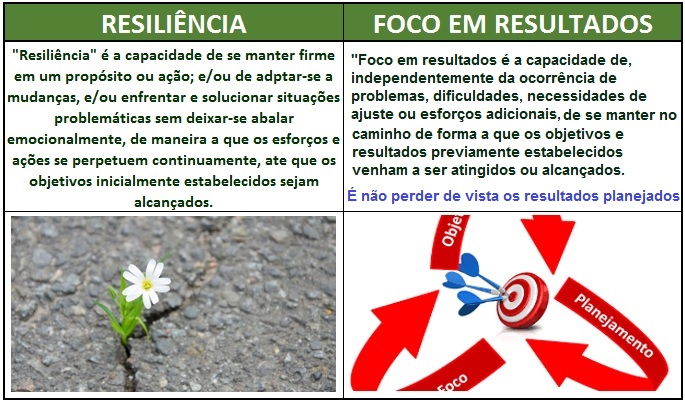 RESILIÊNCIA
"Resiliência" é a capacidade de se manter firme
em um propósito ou ação; e/ou de adptar-se a
mudanças, e/ou enfrentar e solucionar situações
problemáticas sem deixar-se abalar
emocionalmente, de maneira a que os esforços e
ações se perpetuem continuamente, ate que os
objetivos inicialmente estabelecidos sejam
alcançados.
FOCO EM RESULTADOS
"Foco em resultados é a capacidade de,
independentemente da ocorrência de
problemas, dificuldades, necessidades de
ajuste ou esforços adicionais, de se manter no
caminho de forma a que os objetivos e
resultados previamente estabelecidos
venham a ser atingidos ou alcançados.
É não perder de vista os resultados planejados
Obje
Planejamento
Foco